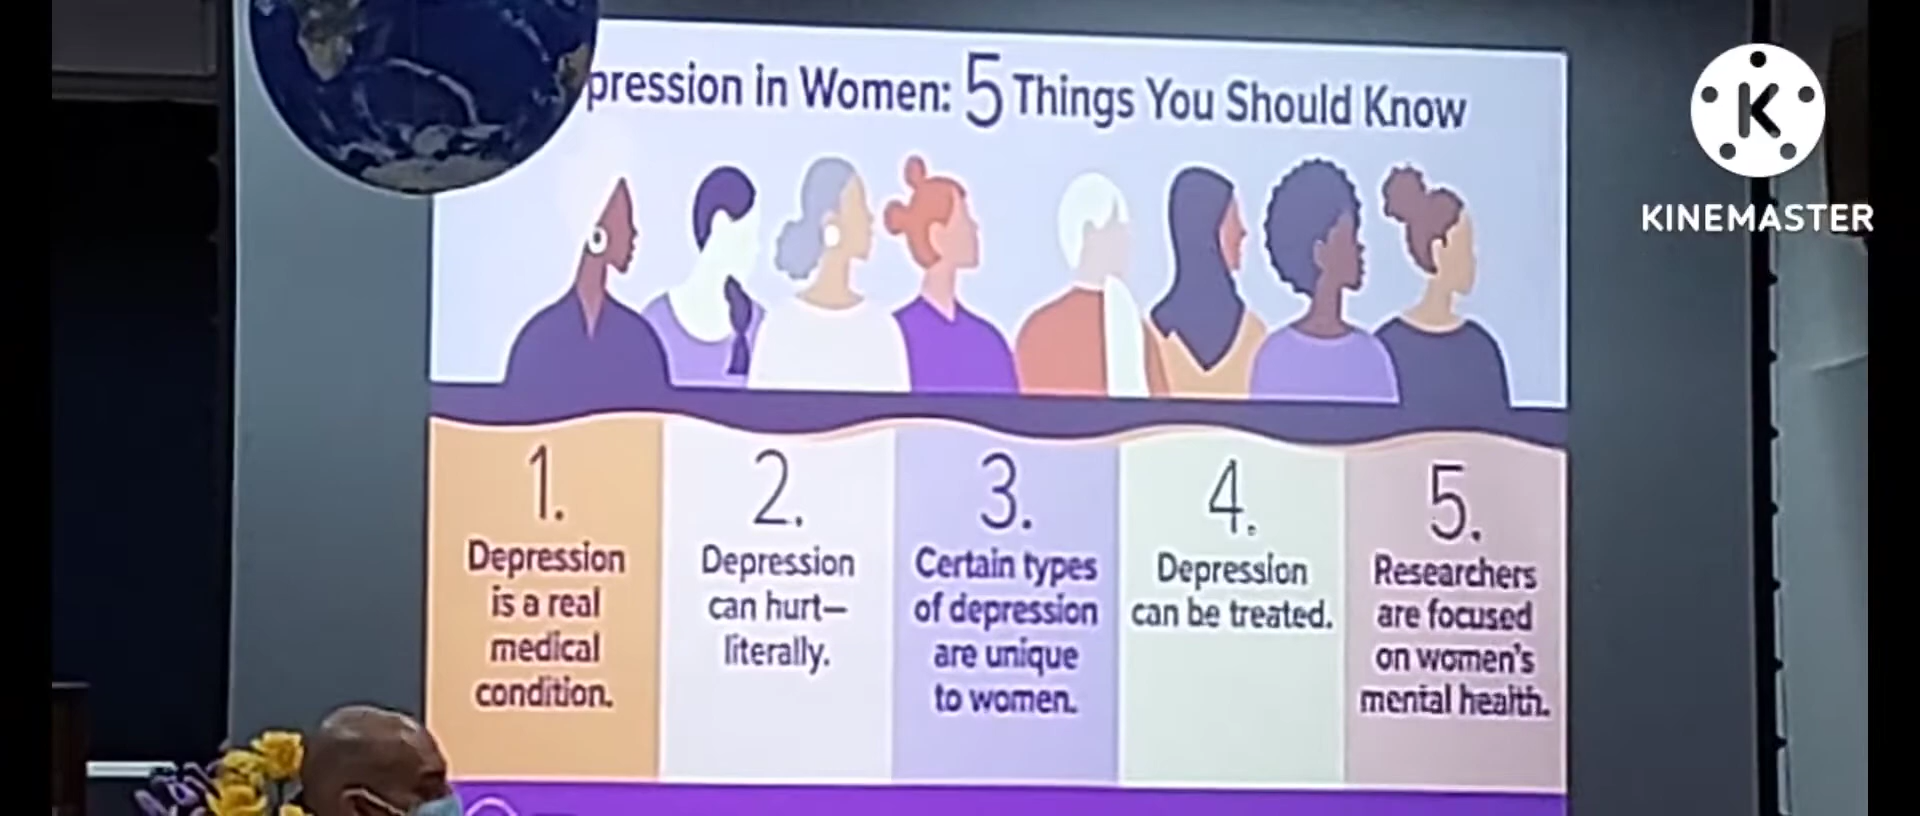 pression in Women: 5 Things You Should Know
K
KINEMASTER
1.
Depression
is a real
medical
condition.
2.
Depression
can hurt—
literally.
3.
Certain types
of depression
are unique
to women.
4.
Depression
can be treated.
5.
Researchers
are focused
on women's
mental health.